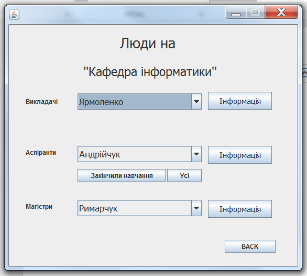 Люди на
"Кафедра інформатики"
Викладачі Ярмоленко Інформація
Аспіранти Андрійчук Інформація
Закінчили навчання Усі
Магістри Римарчук Інформація
BACK